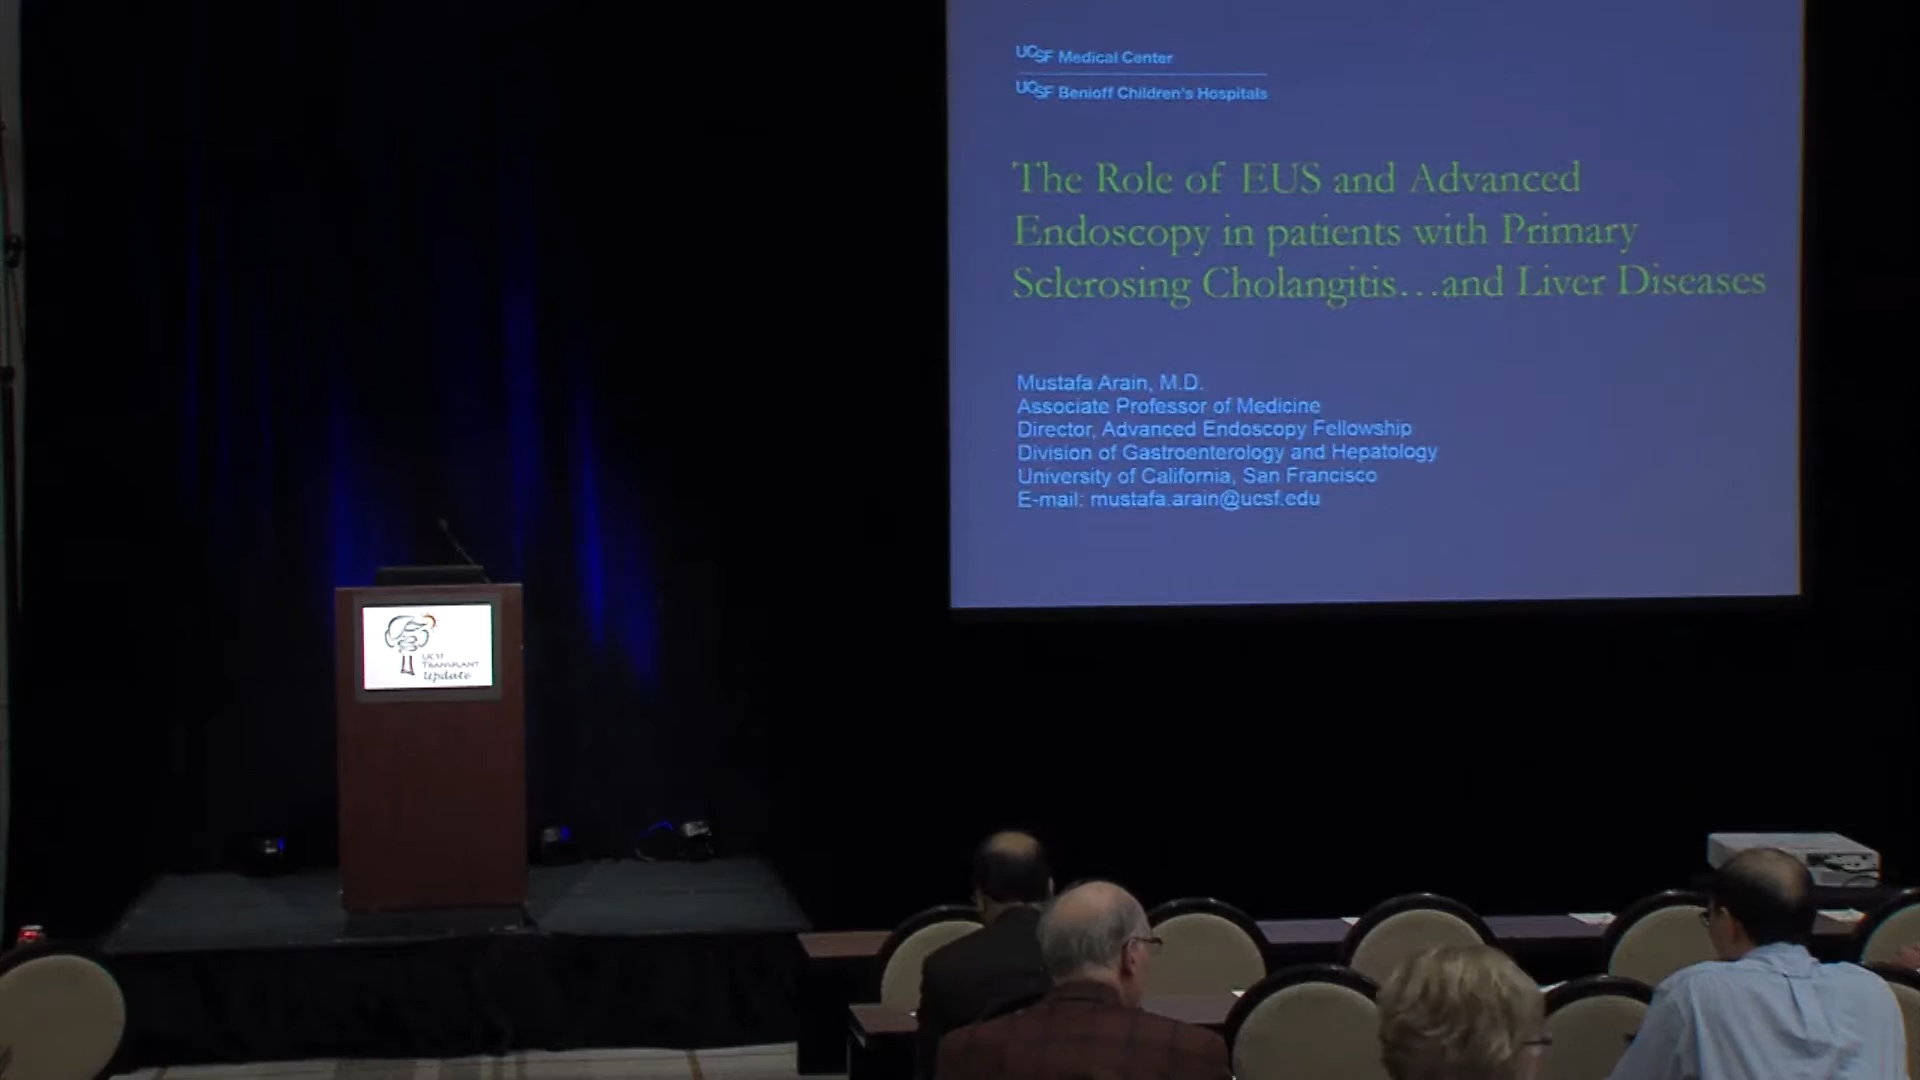 UCSF Medical Center
UCSF Benioff Children's Hospitals
The Role of EUS and Advanced
Endoscopy in patients with Primary
Sclerosing Cholangitis…and Liver Diseases
Mustafa Arain, M.D.
Associate Professor of Medicine
Director, Advanced Endoscopy Fellowship
Division of Gastroenterology and Hepatology
University of California, San Francisco
E-mail: mustafa.arain@ucsf.edu
UCSF
TRANSPLANT
update